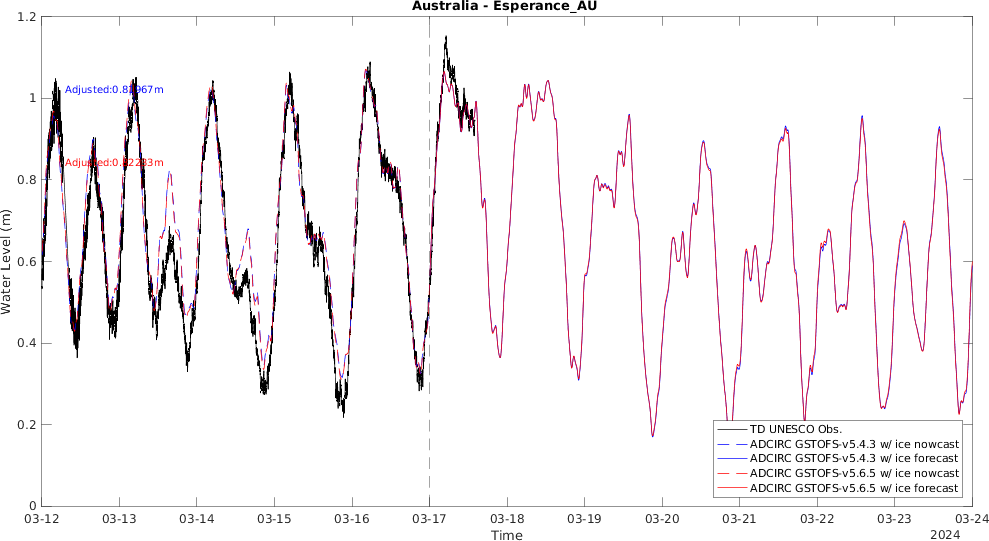 Australia - Esperance_AU
1.2
1
0.8
0.6
0.4
0.2
0
Water Level (m)
03-12
03-13
03-14
03-15
03-16
03-17
03-18
03-19
03-20
03-21
03-22
03-23
03-24
Time
2024
TD UNESCO Obs.
ADCIRC GSTOFS-v5.4.3 w/ ice nowcast
ADCIRC GSTOFS-v5.4.3 w/ ice forecast
ADCIRC GSTOFS-v5.6.5 w/ ice nowcast
ADCIRC GSTOFS-v5.6.5 w/ ice forecast